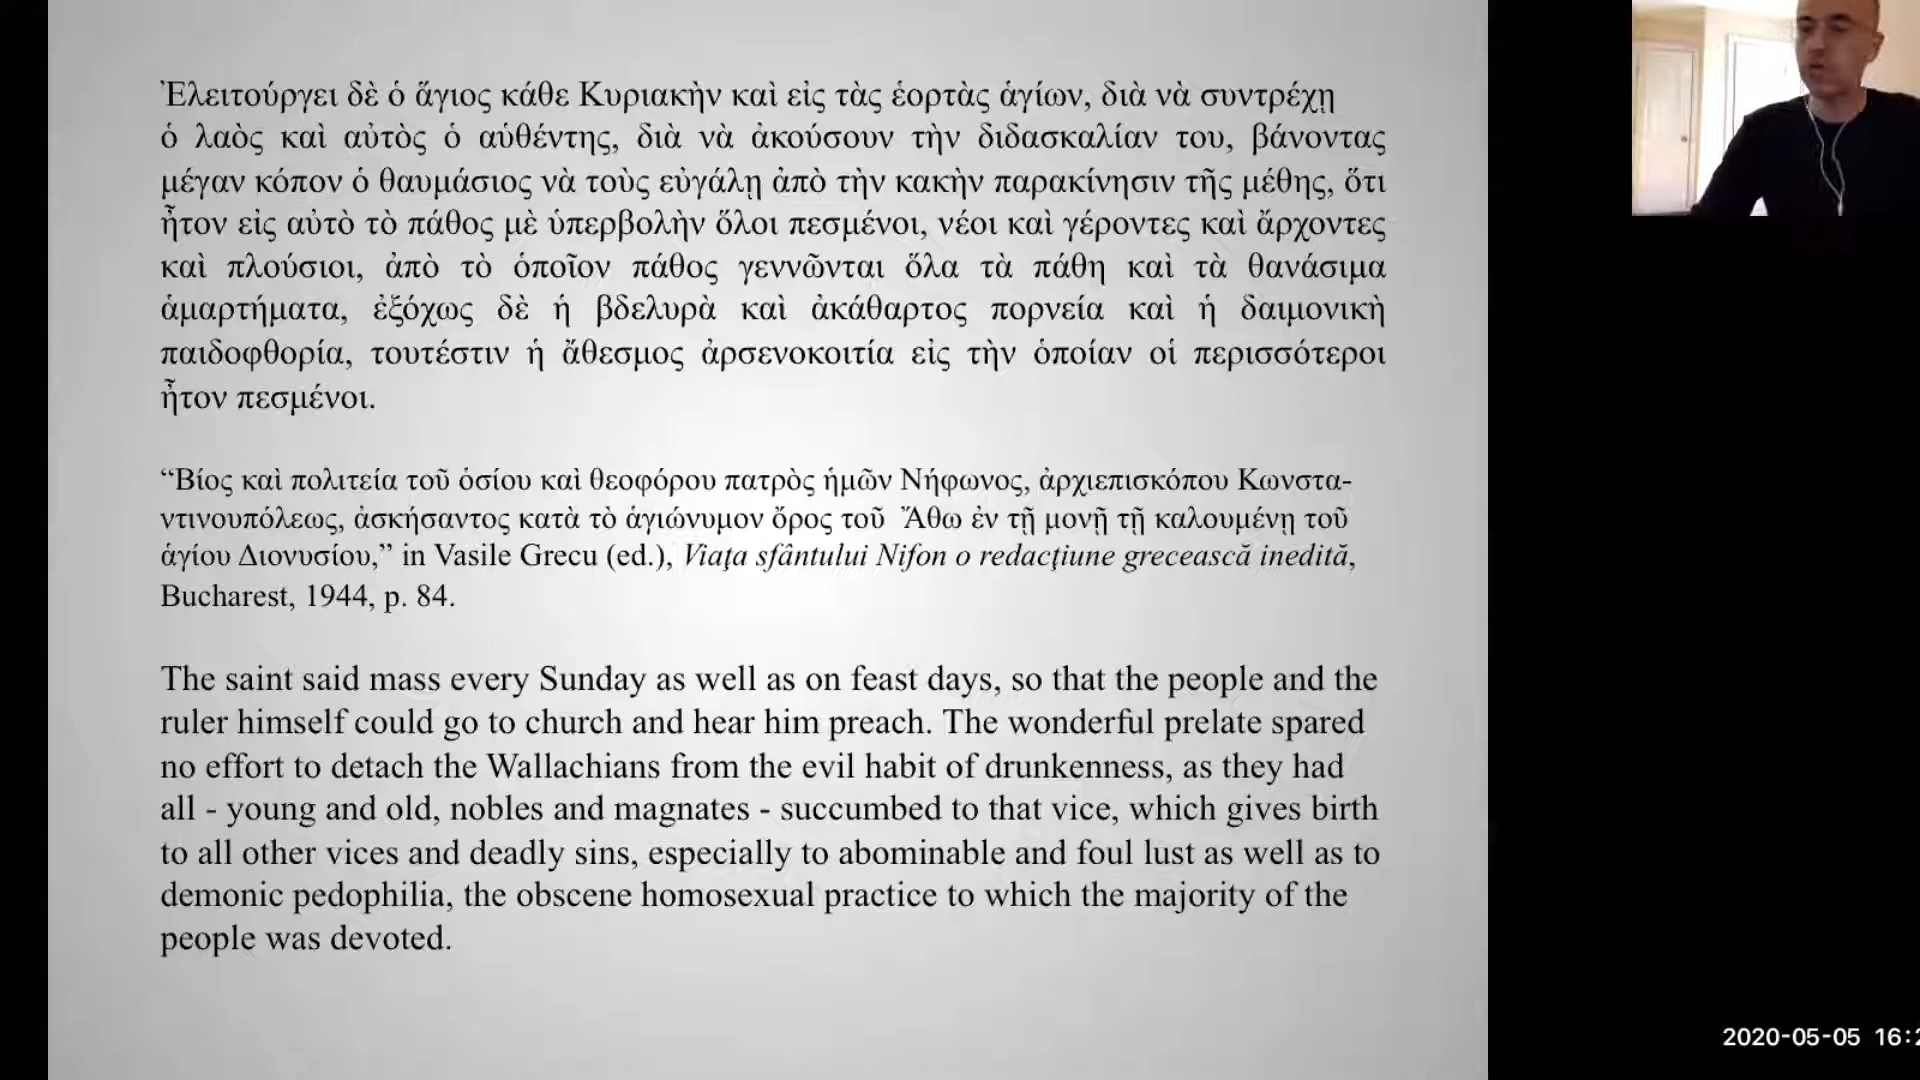 Ἐλειτούργει δὲ ὁ ἅγιος κάθε Κυριακὴν καὶ εἰς τὰς ἑορτὰς ἁγίων, διὰ νὰ συντρέχῃ
ὁ λαὸς καὶ αὐτὸς ὁ αὐθέντης, διὰ νὰ ἀκούσουν τὴν διδασκαλίαν του, βάνοντας
μέγαν κόπον ὁ θαυμάσιος νὰ τοὺς εὐγάλῃ ἀπὸ τὴν κακὴν παρακίνησιν τῆς μέθης, ὅτι
ἦτον εἰς αὐτὸ τὸ πάθος μὲ ὑπερβολὴν ὅλοι πεσμένοι, νέοι καὶ γέροντες καὶ ἄρχοντες
καὶ πλούσιοι, ἀπὸ τὸ ὁποῖον πάθος γεννῶνται ὅλα τὰ πάθη καὶ τὰ θανάσιμα
ἁμαρτήματα, ἐξόχως δὲ ἡ βδελυρὰ καὶ ἀκάθαρτος πορνεία καὶ ἡ δαιμονικὴ
παιδοφθορία, τουτέστιν ἡ ἄθεσμος ἀρσενοκοιτία εἰς τὴν ὁποίαν οἱ περισσότεροι
ἦτον πεσμένοι.
“Βίος καὶ πολιτεία τοῦ ὁσίου καὶ θεοφόρου πατρὸς ἡμῶν Νήφωνος, ἀρχιεπισκόπου Κωνστα-
ντινουπόλεως, ἀσκήσαντος κατὰ τὸ ἁγιώνυμον ὄρος τοῦ Ἄθω ἐν τῇ μονῇ τῇ καλουμένῃ τοῦ
ἁγίου Διονυσίου,” in Vasile Grecu (ed.), Viaţa sfântului Nifon o redacţiune grecească inedită,
Bucharest, 1944, p. 84.
The saint said mass every Sunday as well as on feast days, so that the people and the
ruler himself could go to church and hear him preach. The wonderful prelate spared
no effort to detach the Wallachians from the evil habit of drunkenness, as they had
all - young and old, nobles and magnates - succumbed to that vice, which gives birth
to all other vices and deadly sins, especially to abominable and foul lust as well as to
demonic pedophilia, the obscene homosexual practice to which the majority of the
people was devoted.
2020-05-05 16:2